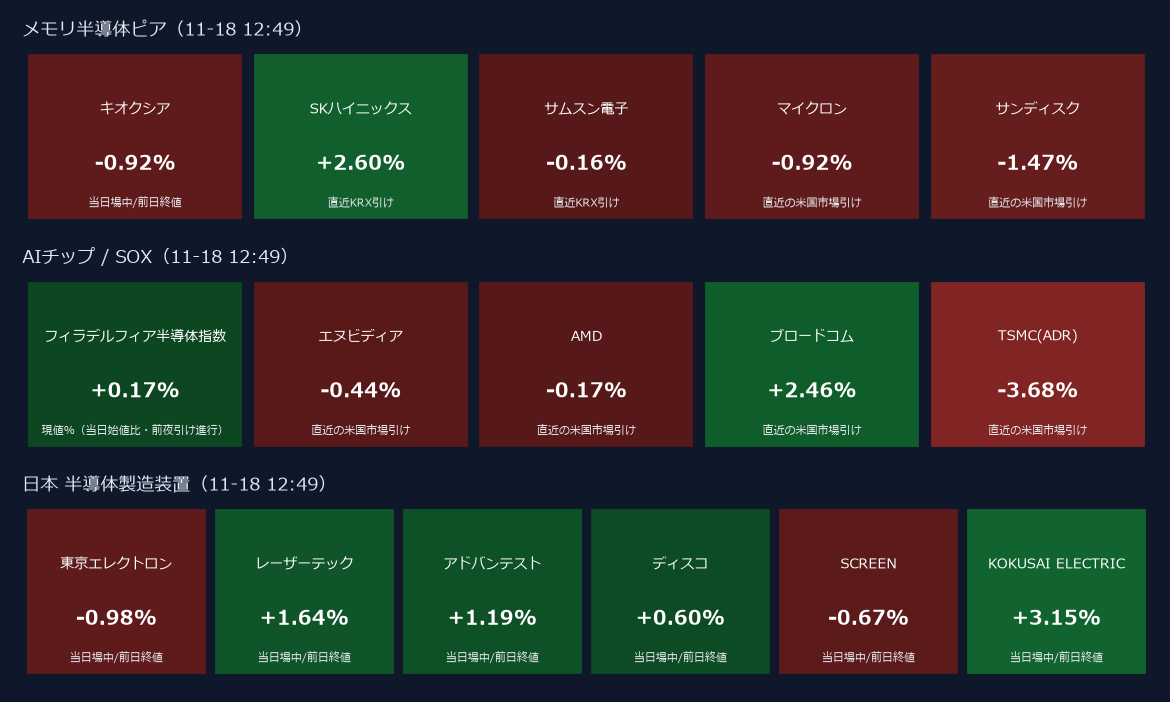 メモリ半導体ピア（11-18 12:49）
キオクシア
-0.92%
当日場中/前日終値
SKハイニックス
+2.60%
直近KRX引け
サムスン電子
-0.16%
直近KRX引け
マイクロン
-0.92%
直近の米国市場引け
サンディスク
-1.47%
直近の米国市場引け
AIチップ / SOX（11-18 12:49）
フィラデルフィア半導体指数
+0.17%
現値%（当日始値比・前夜引け進行）
エヌビディア
-0.44%
直近の米国市場引け
AMD
-0.17%
直近の米国市場引け
ブロードコム
+2.46%
直近の米国市場引け
TSMC(ADR)
-3.68%
直近の米国市場引け
日本 半導体製造装置（11-18 12:49）
東京エレクトロン
-0.98%
当日場中/前日終値
レーザーテック
+1.64%
当日場中/前日終値
アドバンテスト
+1.19%
当日場中/前日終値
ディスコ
+0.60%
当日場中/前日終値
SCREEN
-0.67%
当日場中/前日終値
KOKUSAI ELECTRIC
+3.15%
当日場中/前日終値